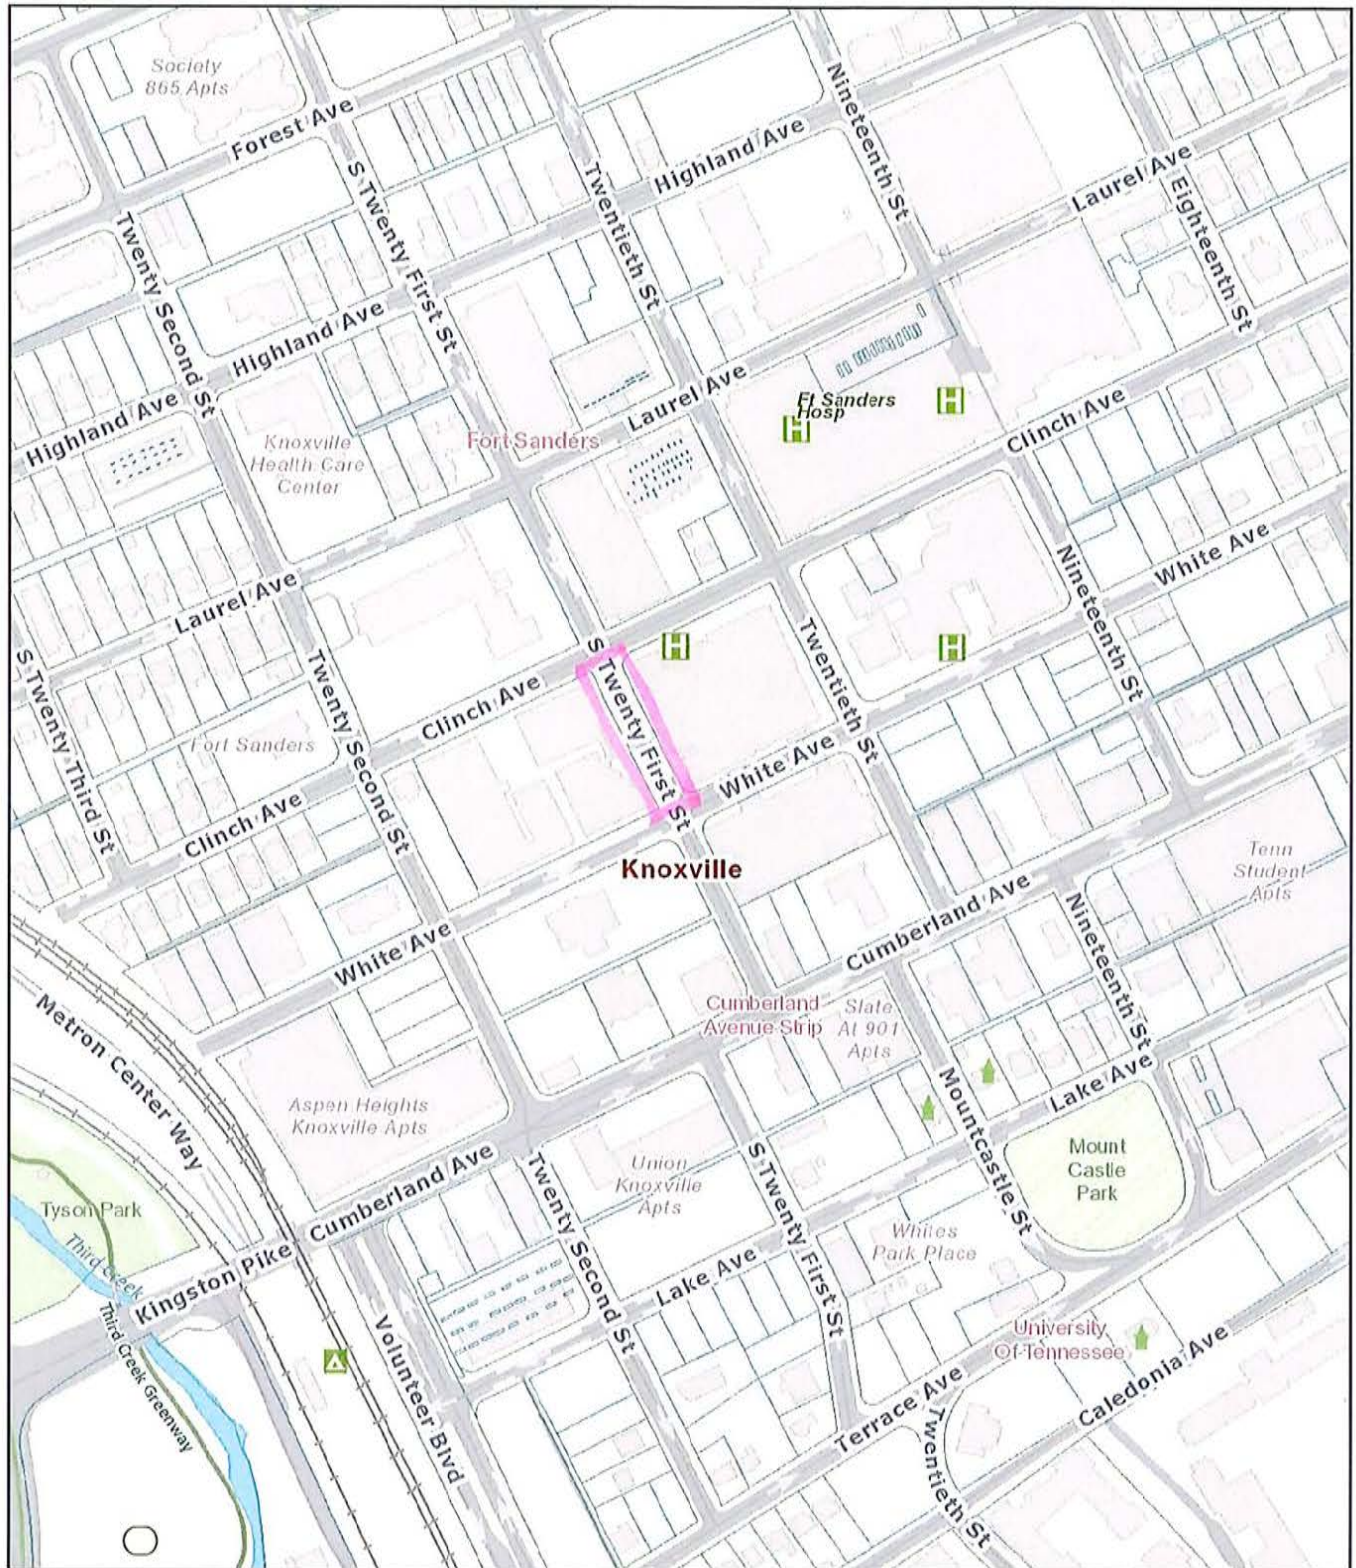 Society
865 Apts
Forest Ave
Highland Ave
Nineteenth St
Laurel Ave
Eighteenth St
S Twenty First St
Twentieth St
Twenty Second St
Highland Ave
Highland Ave
Laurel Ave
Ft Sanders
Hosp
H
H
Clinch Ave
Knoxville
Health Care
Center
Fort Sanders
White Ave
Nineteenth St
Laurel Ave
S Twenty Third St
Twenty Second St
Clinch Ave
S Twenty First St
H
H
Twentieth St
Fort Sanders
Clinch Ave
White Ave
Knoxville
Tenn
Student
Apts
Cumberland Ave
Nineteenth St
White Ave
Cumberland
Avenue Strip
Slate
At 901
Apts
Metron Center Way
Mountcastle St
Lake Ave
Aspen Heights
Knoxville Apts
Mount
Castle
Park
Cumberland Ave
Twenty Second St
Union
Knoxville
Apts
S Twenty First St
Tyson Park
Third Creek
Kingston Pike
Whites
Park Place
Lake Ave
Third Creek Greenway
Volunteer Blvd
University
Of Tennessee
Terrace Ave
Twentieth St
Caledonia Ave